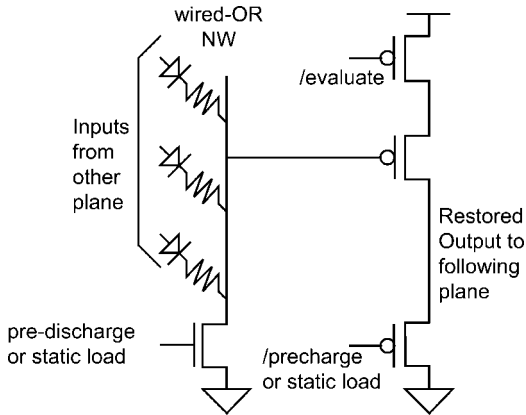 wired-OR
NW
/evaluate
Inputs
from
other
plane
Restored
Output to
following
plane
pre-discharge
or static load
/precharge
or static load